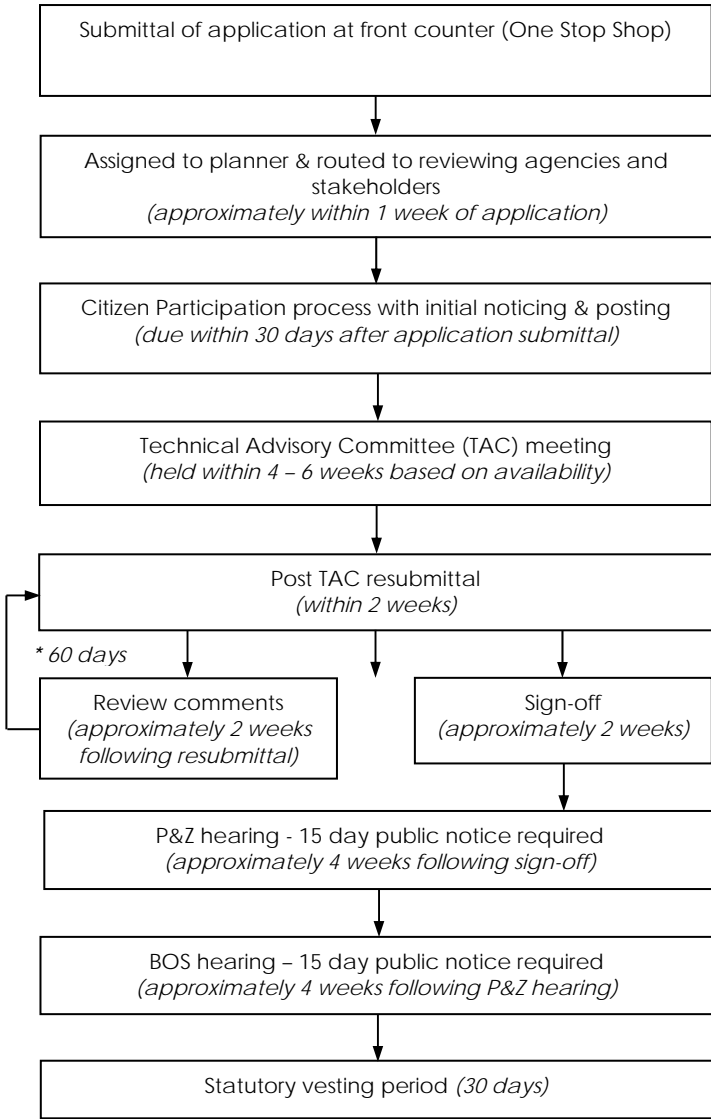 Submittal of application at front counter (One Stop Shop)
Assigned to planner & routed to reviewing agencies and
stakeholders
(approximately within 1 week of application)
Citizen Participation process with initial noticing & posting
(due within 30 days after application submittal)
Technical Advisory Committee (TAC) meeting
(held within 4 – 6 weeks based on availability)
Post TAC resubmittal
(within 2 weeks)
* 60 days
Review comments
(approximately 2 weeks
following resubmittal)
Sign-off
(approximately 2 weeks)
P&Z hearing - 15 day public notice required
(approximately 4 weeks following sign-off)
BOS hearing – 15 day public notice required
(approximately 4 weeks following P&Z hearing)
Statutory vesting period (30 days)